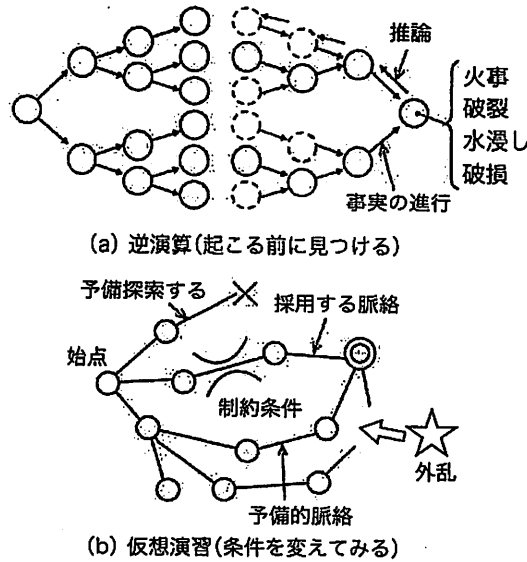 推論
火事
破裂
水浸し
破損
事実の進行
(a) 逆演算(起こる前に見つける)
予備探索する
採用する脈絡
始点
制約条件
外乱
予備的脈絡
(b) 仮想演習(条件を変えてみる)